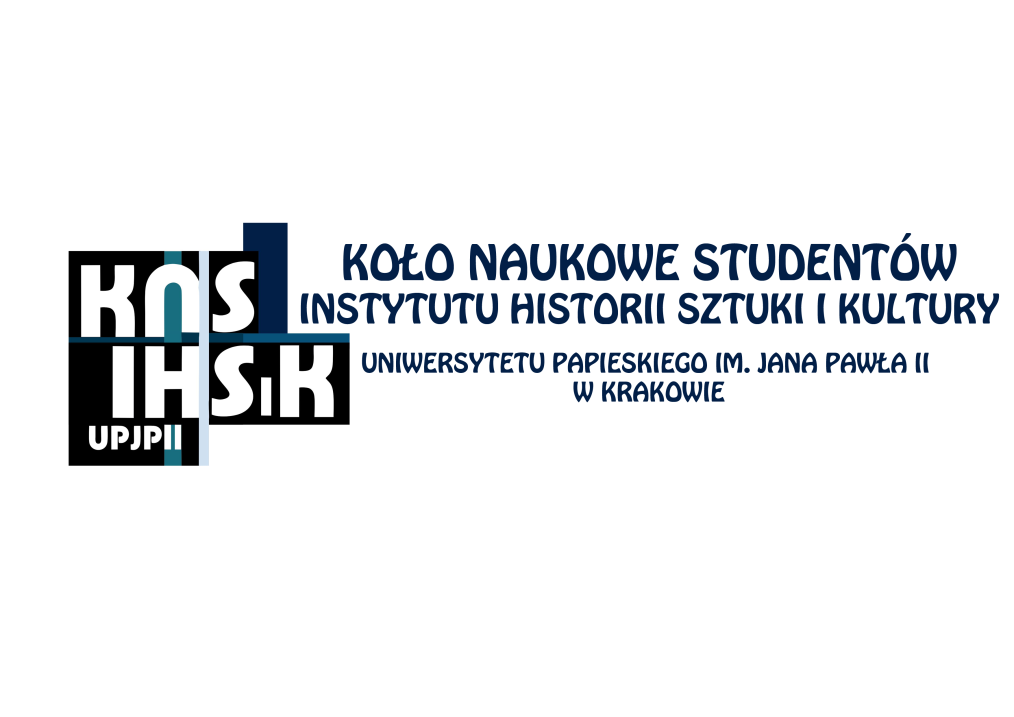 KNS
IHSiK
UPJPII
KOŁO NAUKOWE STUDENTÓW
INSTYTUTU HISTORII SZTUKI I KULTURY
UNIWERSYTETU PAPIESKIEGO IM. JANA PAWŁA II
W KRAKOWIE